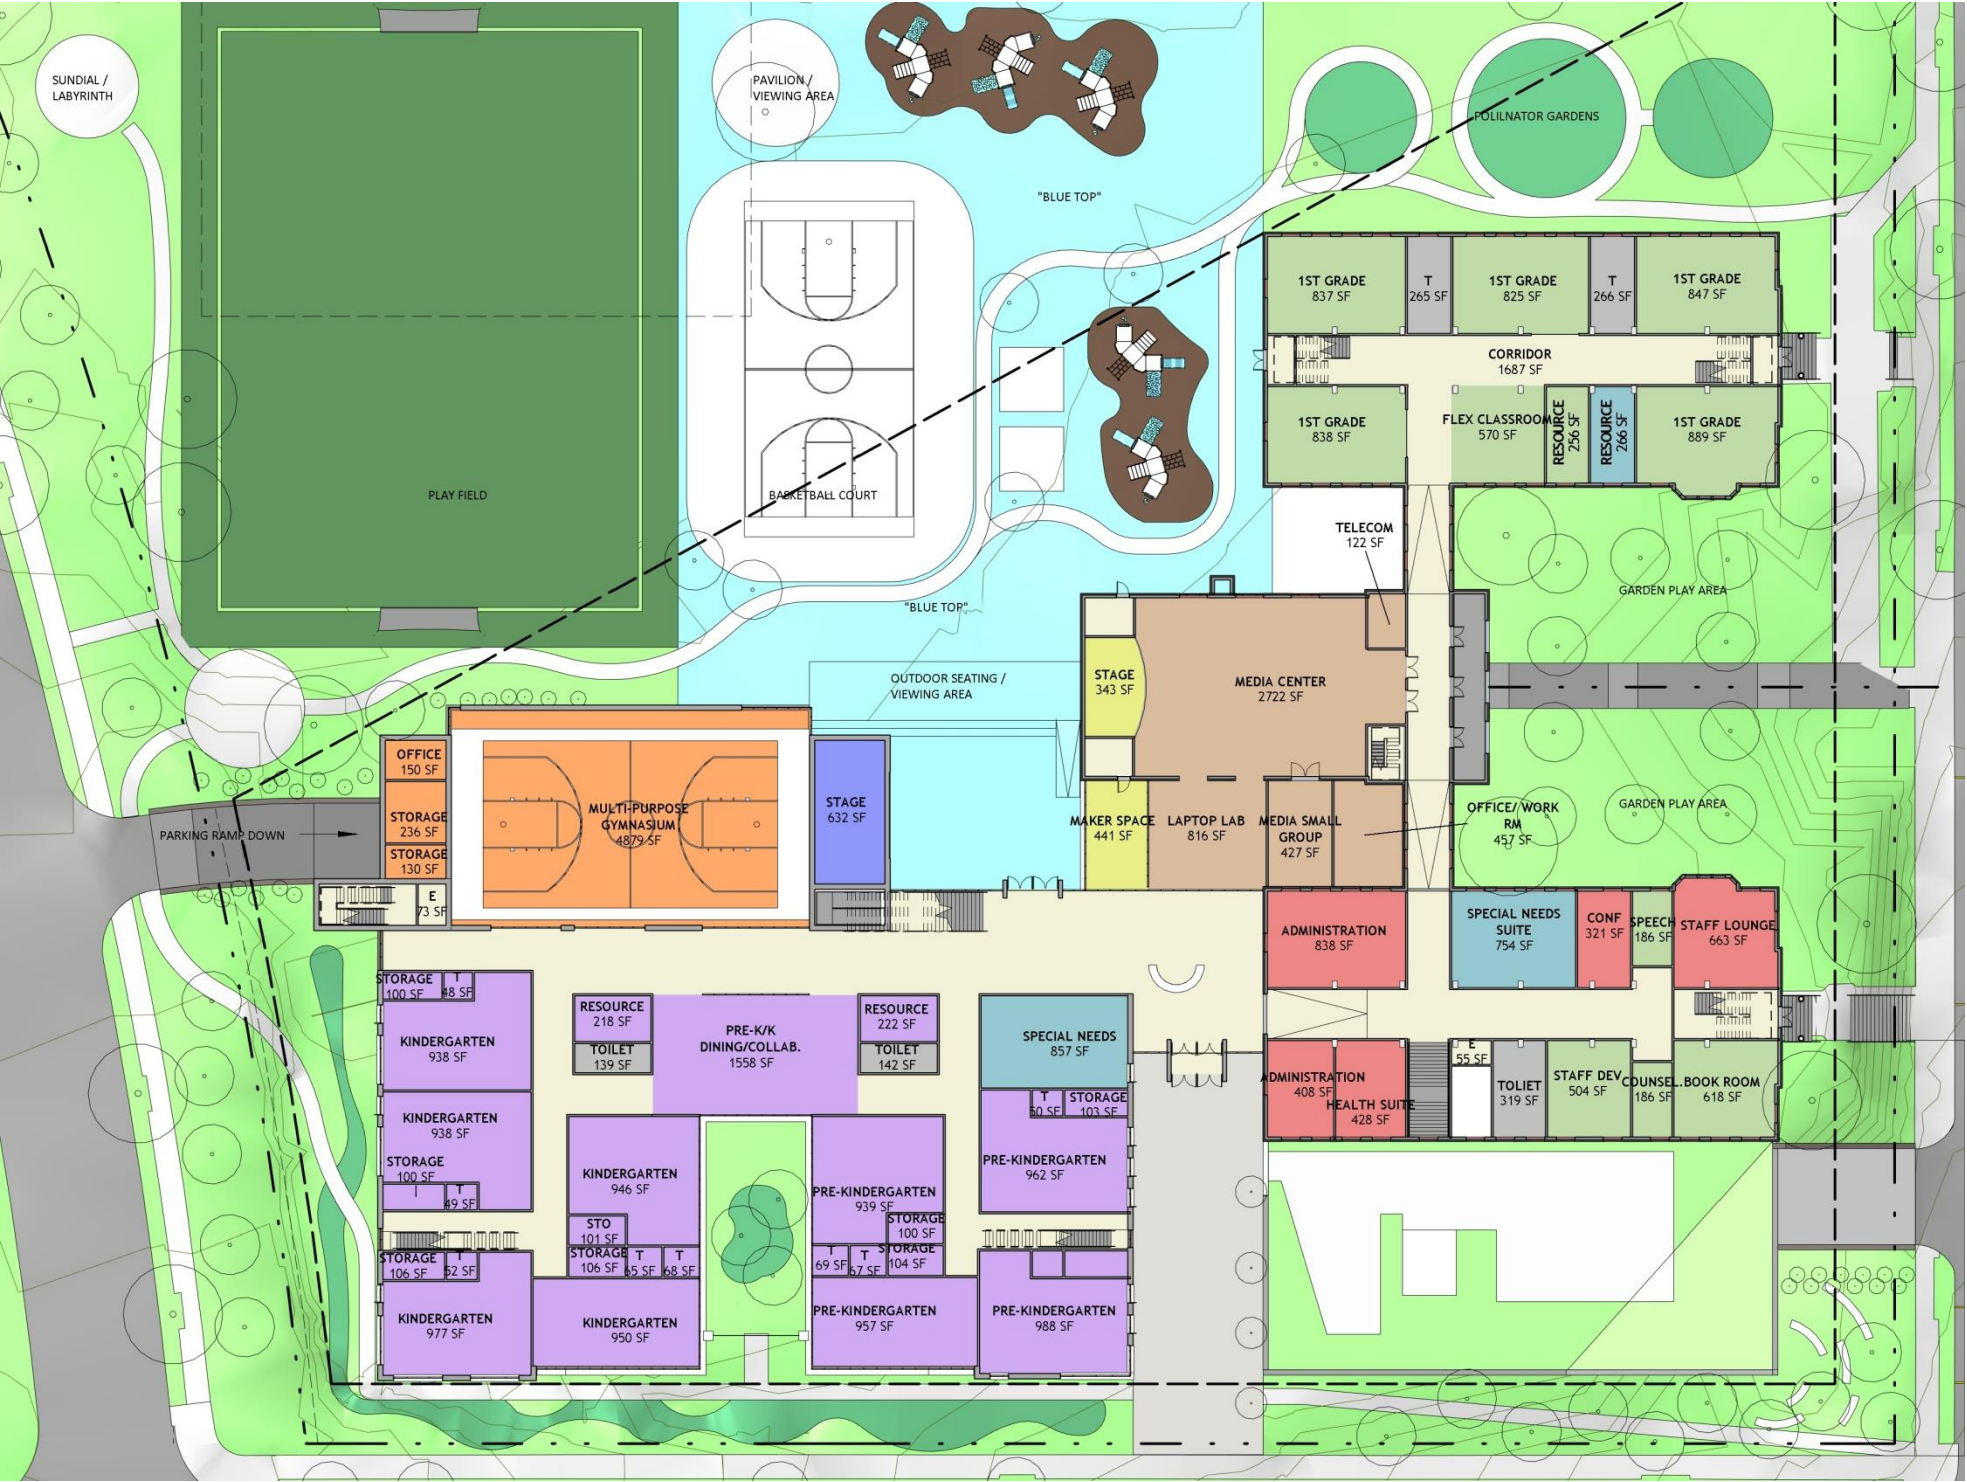 SUNDIAL /
LABYRINTH
PAVILION /
VIEWING AREA
POLILNATOR GARDENS
"BLUE TOP"
1ST GRADE
837 SF
T
265 SF
1ST GRADE
825 SF
T
266 SF
1ST GRADE
847 SF
CORRIDOR
1687 SF
1ST GRADE
838 SF
FLEX CLASSROOM
570 SF
RESOURCE
256 SF
RESOURCE
266 SF
1ST GRADE
889 SF
PLAY FIELD
BASKETBALL COURT
TELECOM
122 SF
GARDEN PLAY AREA
"BLUE TOP"
OUTDOOR SEATING /
VIEWING AREA
STAGE
343 SF
MEDIA CENTER
2722 SF
OFFICE
150 SF
STORAGE
236 SF
STORAGE
130 SF
MULTI-PURPOSE
GYMNASIUM
4879 SF
STAGE
632 SF
MAKER SPACE
441 SF
LAPTOP LAB
816 SF
MEDIA SMALL
GROUP
427 SF
OFFICE/ WORK
RM
457 SF
GARDEN PLAY AREA
PARKING RAMP DOWN
E
73 SF
ADMINISTRATION
838 SF
SPECIAL NEEDS
SUITE
754 SF
CONF
321 SF
SPEECH
186 SF
STAFF LOUNGE
663 SF
STORAGE
100 SF
T
48 SF
KINDERGARTEN
938 SF
RESOURCE
218 SF
TOILET
139 SF
PRE-K/K
DINING/COLLAB.
1558 SF
RESOURCE
222 SF
TOILET
142 SF
SPECIAL NEEDS
857 SF
ADMINISTRATION
408 SF
HEALTH SUITE
428 SF
E
55 SF
TOLIET
319 SF
STAFF DEV
504 SF
COUNSEL.
186 SF
BOOK ROOM
618 SF
KINDERGARTEN
938 SF
STORAGE
100 SF
T
49 SF
KINDERGARTEN
946 SF
STO
101 SF
STORAGE
106 SF
T
65 SF
T
68 SF
PRE-KINDERGARTEN
939 SF
STORAGE
100 SF
T
69 SF
T
67 SF
STORAGE
104 SF
T
50 SF
STORAGE
103 SF
PRE-KINDERGARTEN
962 SF
STORAGE
106 SF
T
52 SF
KINDERGARTEN
977 SF
KINDERGARTEN
950 SF
PRE-KINDERGARTEN
957 SF
PRE-KINDERGARTEN
988 SF